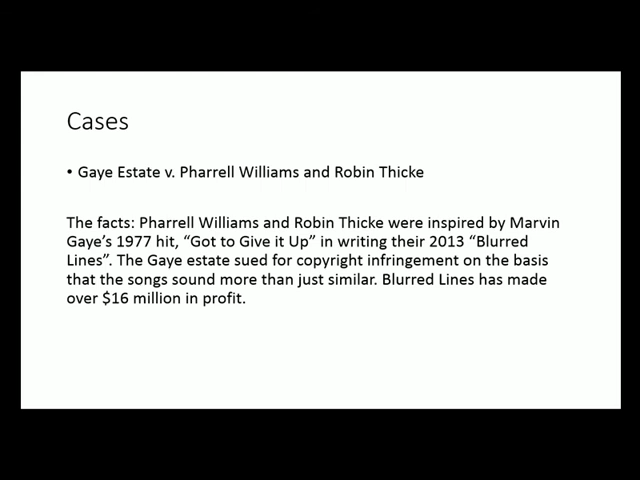 Cases
• Gaye Estate v. Pharrell Williams and Robin Thicke
The facts: Pharrell Williams and Robin Thicke were inspired by Marvin
Gaye’s 1977 hit, “Got to Give it Up” in writing their 2013 “Blurred
Lines”. The Gaye estate sued for copyright infringement on the basis
that the songs sound more than just similar. Blurred Lines has made
over $16 million in profit.